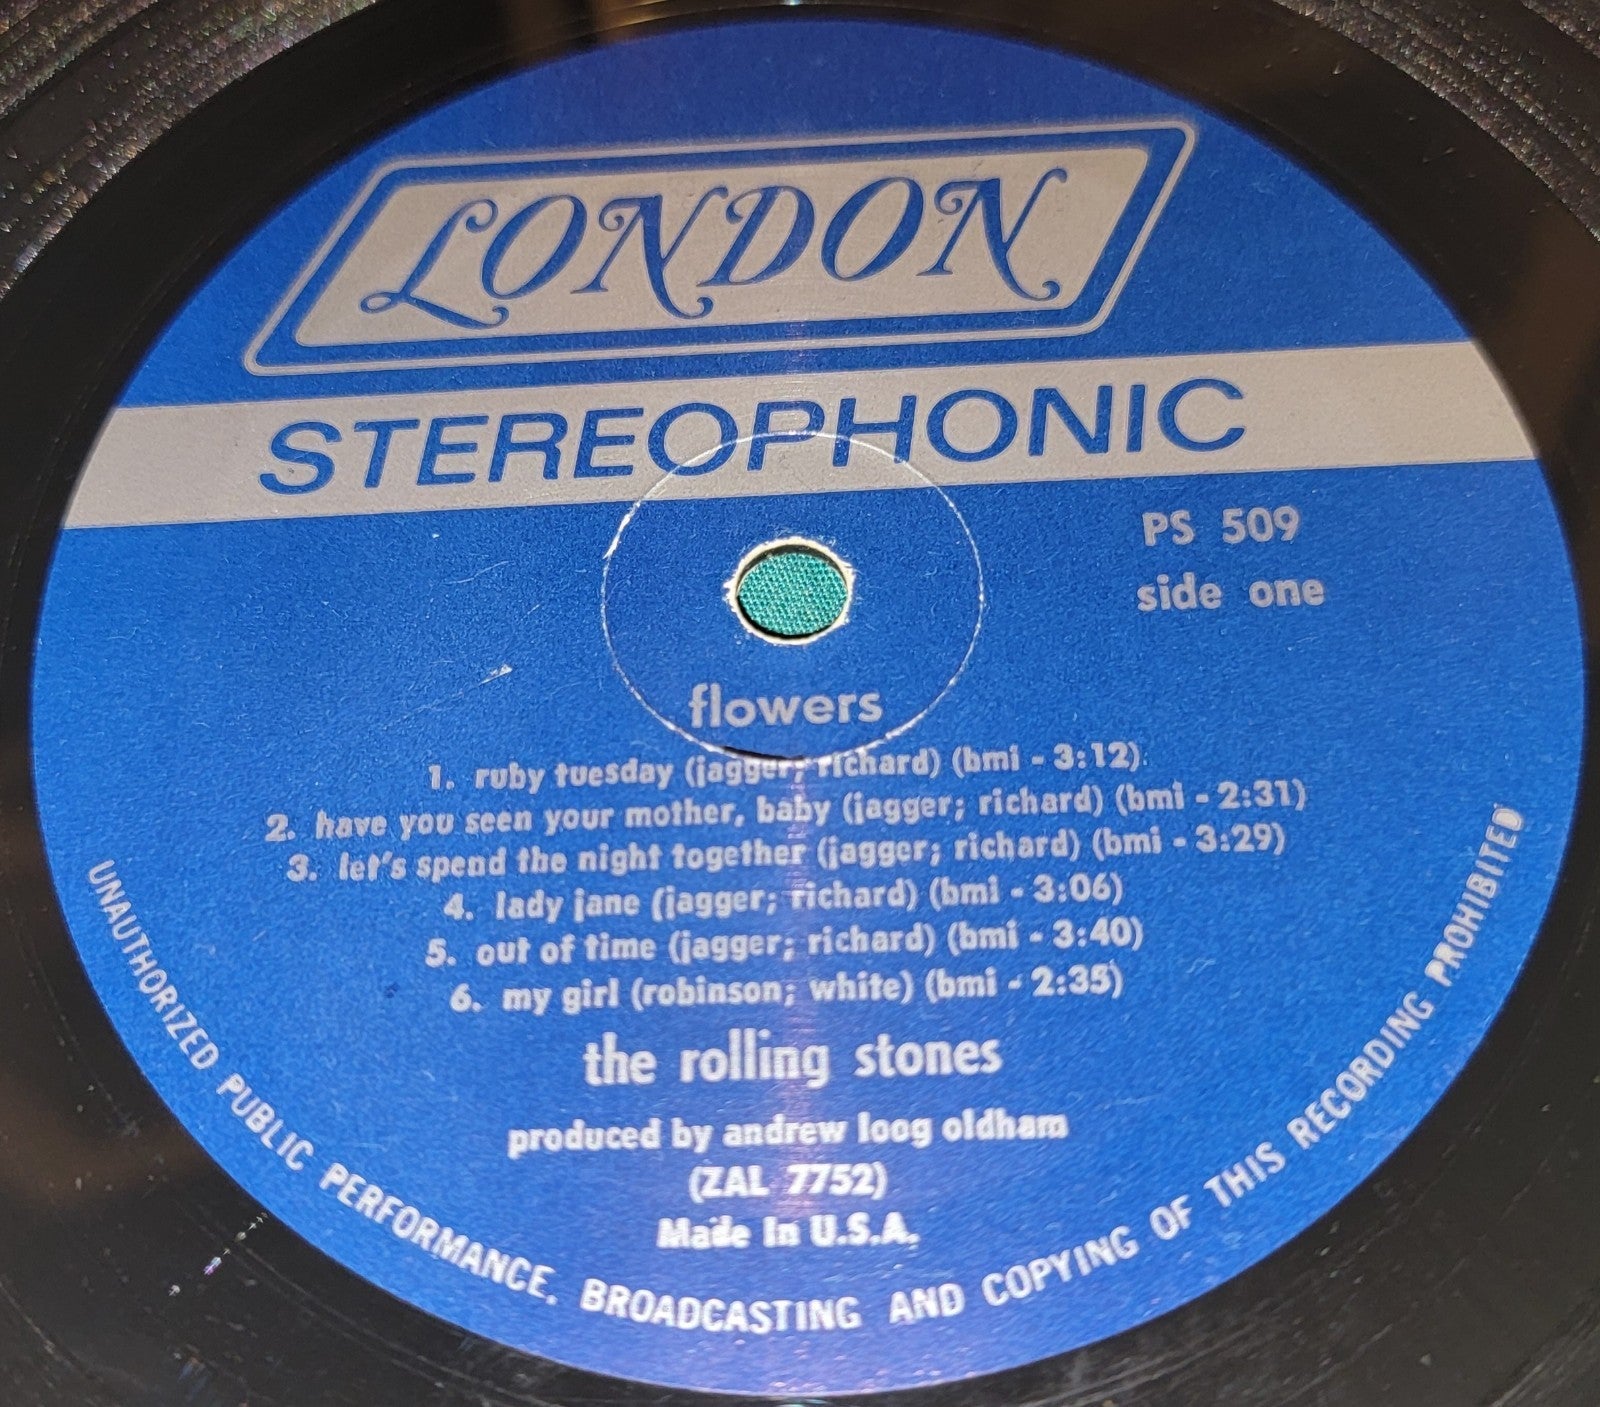 LONDON
STEREOPHONIC
PS 509
side one
flowers
1. ruby tuesday (jagger; richard) (bmi - 3:12)
2. have you seen your mother, baby (jagger; richard) (bmi - 2:31)
3. let's spend the night together (jagger; richard) (bmi - 3:29)
4. lady jane (jagger; richard) (bmi - 3:06)
5. out of time (jagger; richard) (bmi - 3:40)
6. my girl (robinson; white) (bmi - 2:35)
the rolling stones
produced by andrew loog oldham
(ZAL 7752)
Made In U.S.A.
UNAUTHORIZED PUBLIC PERFORMANCE, BROADCASTING AND COPYING OF THIS RECORDING PROHIBITED